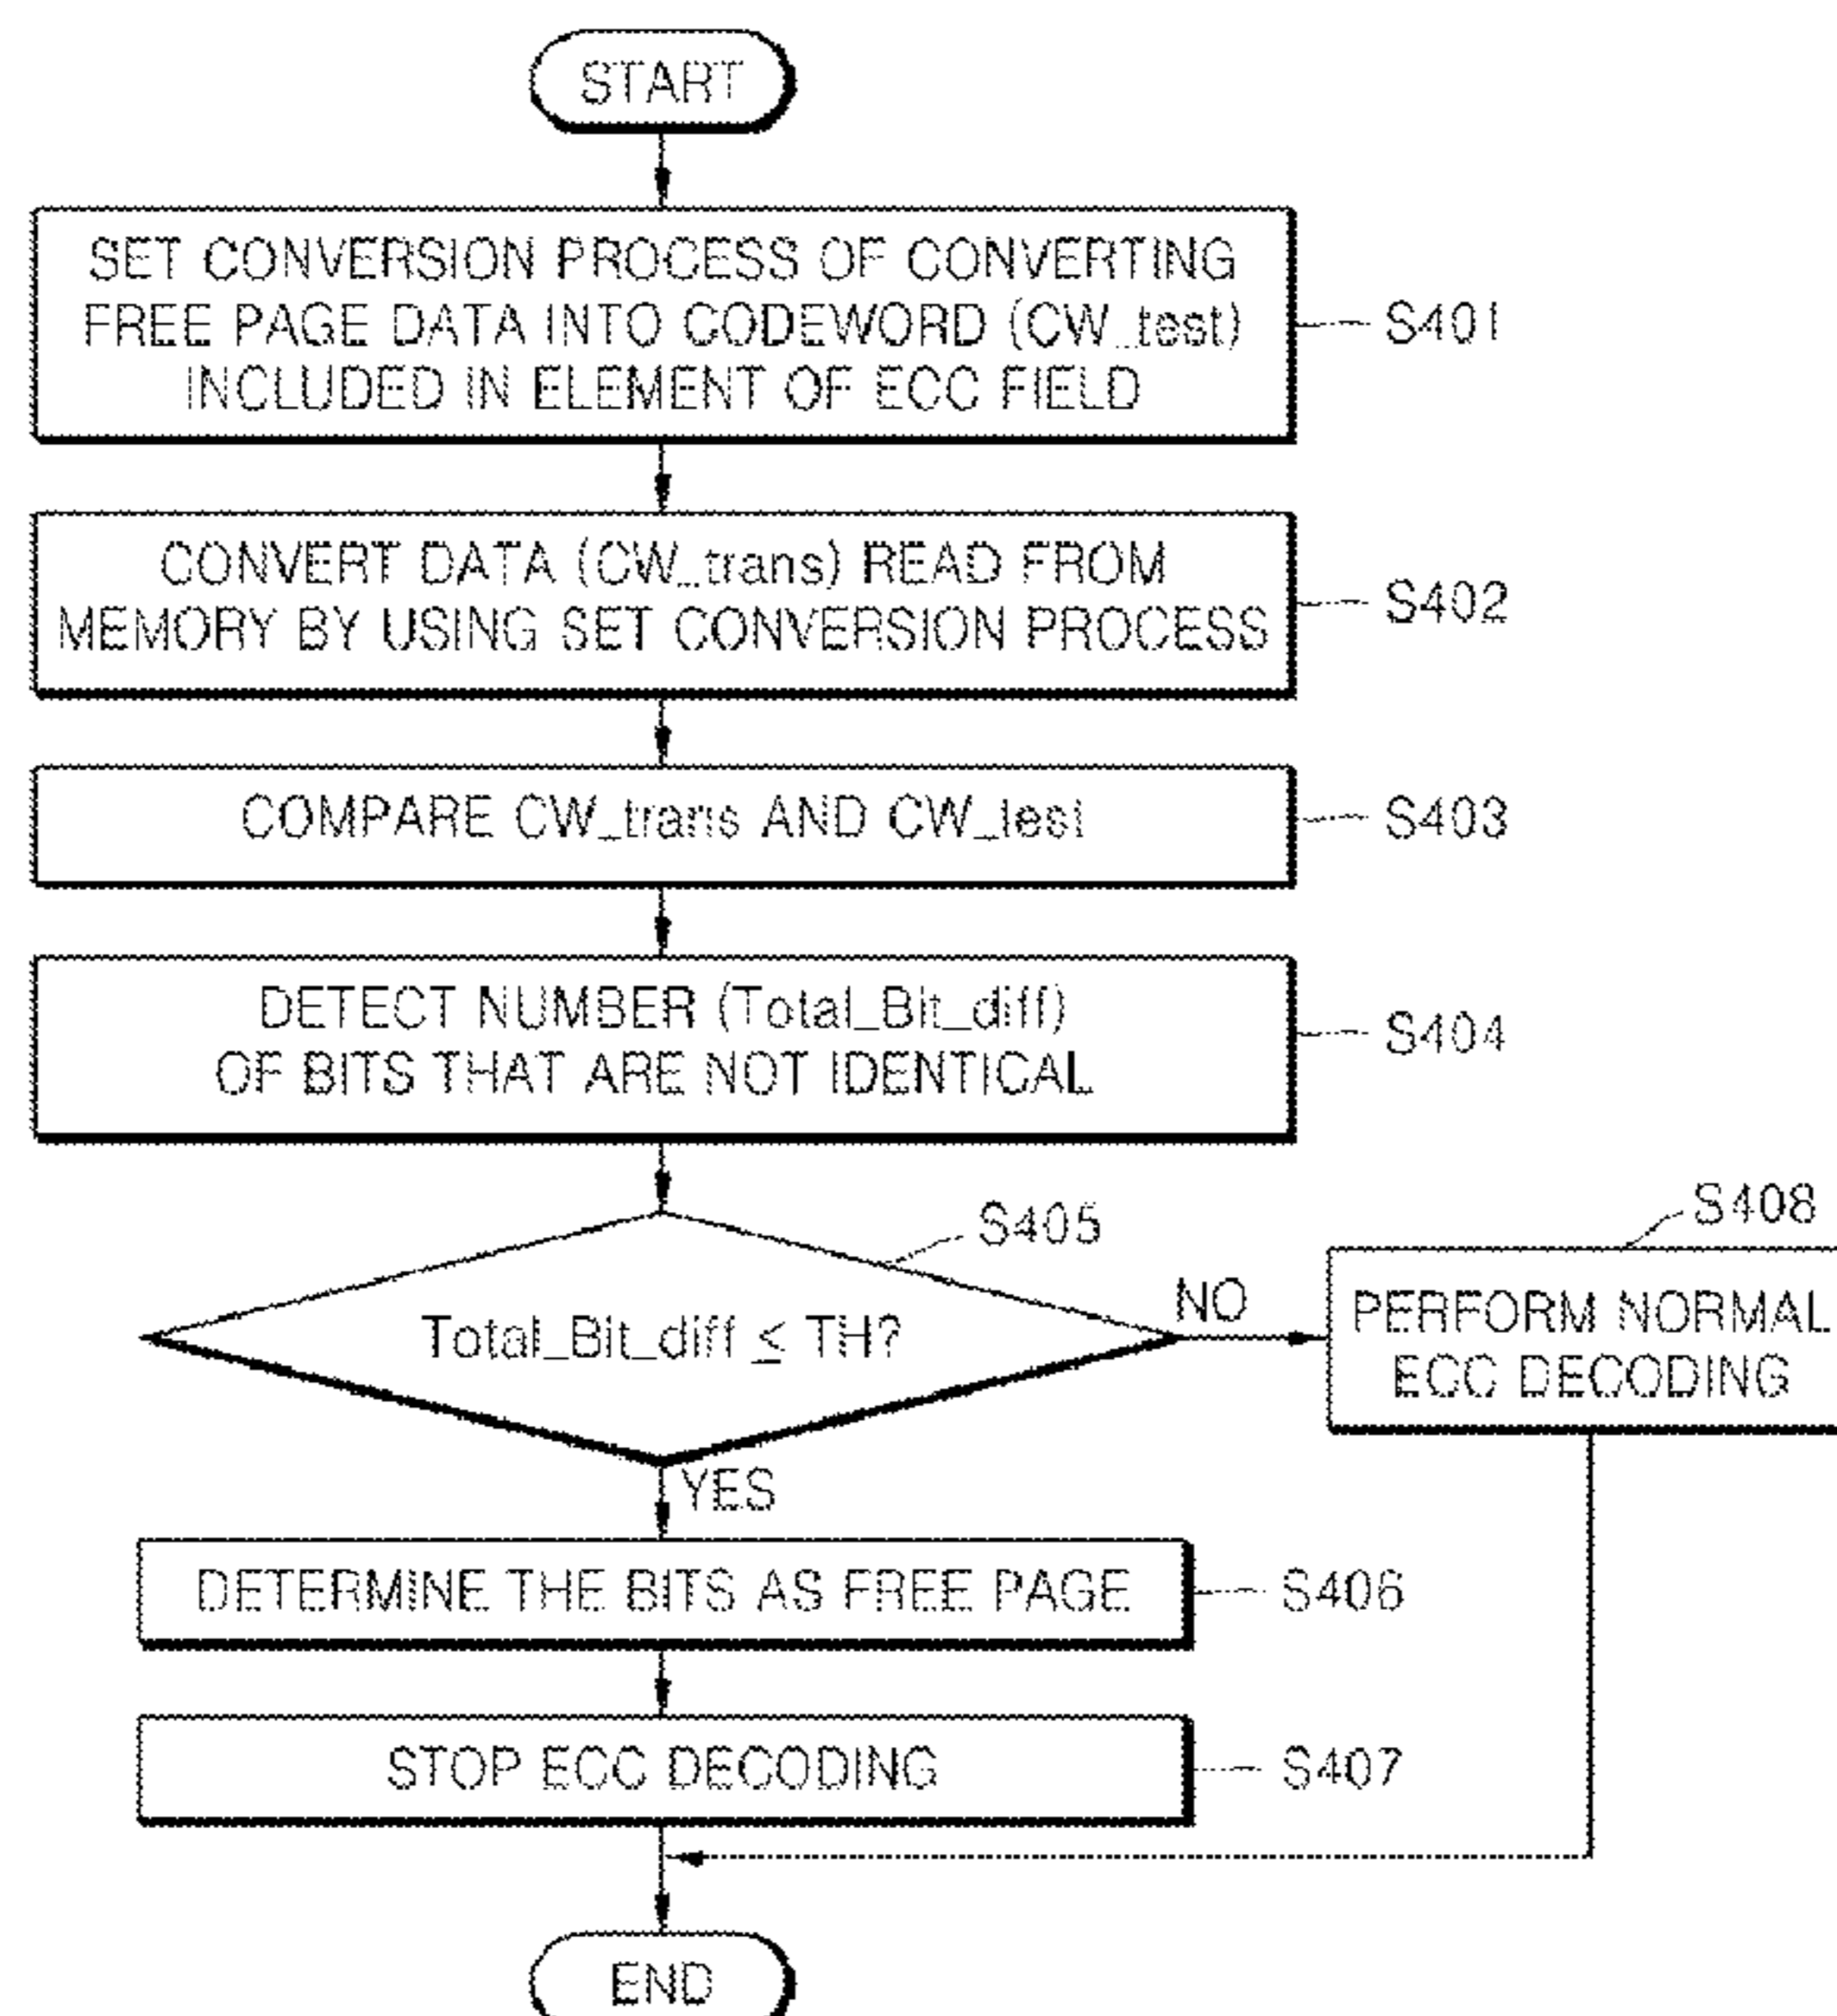 START
SET CONVERSION PROCESS OF CONVERTING
FREE PAGE DATA INTO CODEWORD (CW_test)
INCLUDED IN ELEMENT OF ECC FIELD
S401
CONVERT DATA (CW_trans) READ FROM
MEMORY BY USING SET CONVERSION PROCESS
S402
COMPARE CW_trans AND CW_test
S403
DETECT NUMBER (Total_Bit_diff)
OF BITS THAT ARE NOT IDENTICAL
S404
S405
Total_Bit_diff ≤ TH?
NO
S408
PERFORM NORMAL
ECC DECODING
YES
DETERMINE THE BITS AS FREE PAGE
S406
STOP ECC DECODING
S407
END